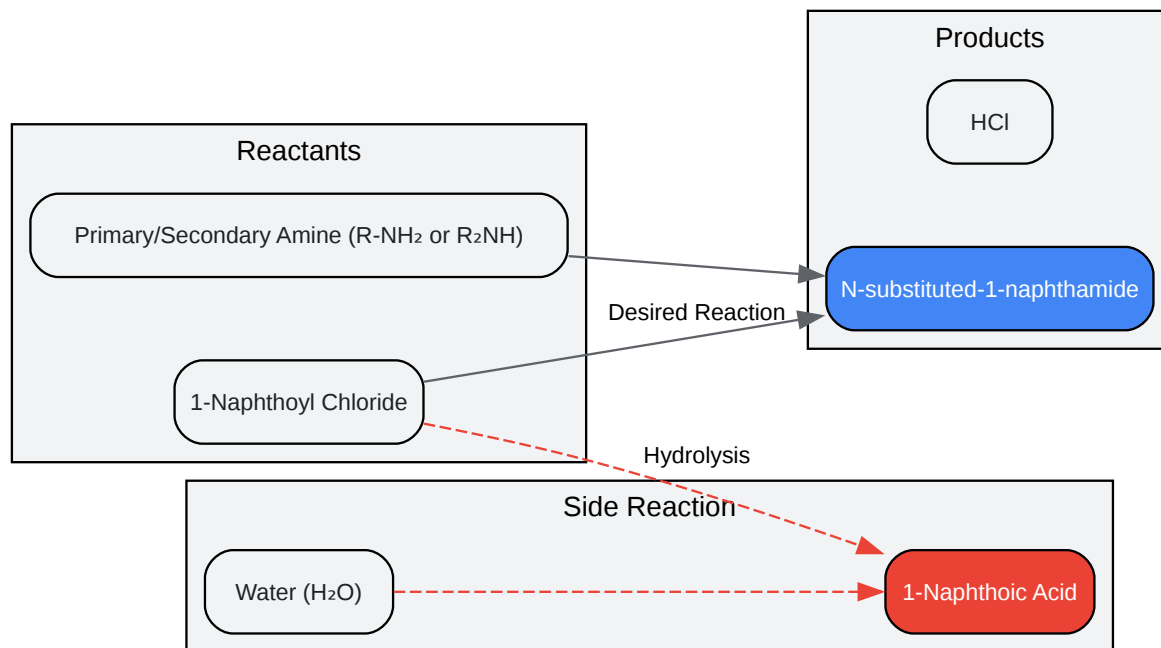 Products
HCl
Reactants
Primary/Secondary Amine (R-NH₂ or R₂NH)
N-substituted-1-naphthamide
Desired Reaction
1-Naphthoyl Chloride
Hydrolysis
Side Reaction
Water (H₂O)
1-Naphthoic Acid